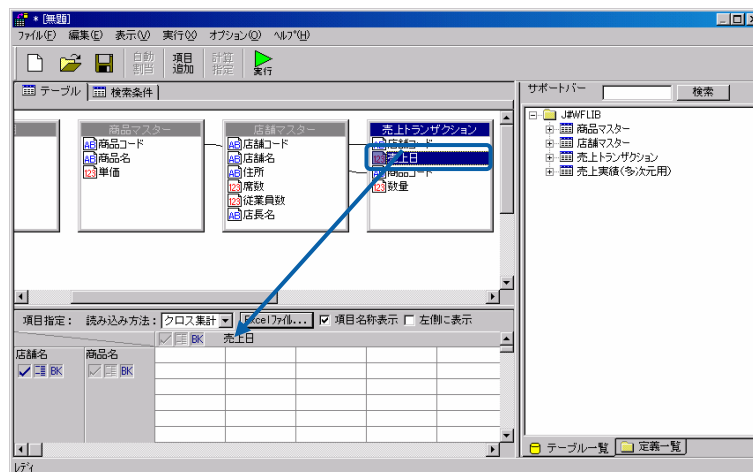 * [無題]
ファイル(F) 編集(E) 表示(V) 実行(X) オプション(O) ヘルプ(H)
自動割当 項目追加 計算指定 実行
テーブル 検索条件
商品マスター
商品コード
商品名
単価
店舗マスター
店舗コード
店舗名
住所
席数
従業員数
店長名
売上トランザクション
店舗コード
売上日
商品コード
数量
項目指定: 読み込み方法: クロス集計 Excelファイル... 項目名称表示 左側に表示
BK 売上日
店舗名 商品名
BK BK
サポートバー 検索
J#WFLIB
商品マスター
店舗マスター
売上トランザクション
売上実績(多次元用)
テーブル一覧 定義一覧
レディ